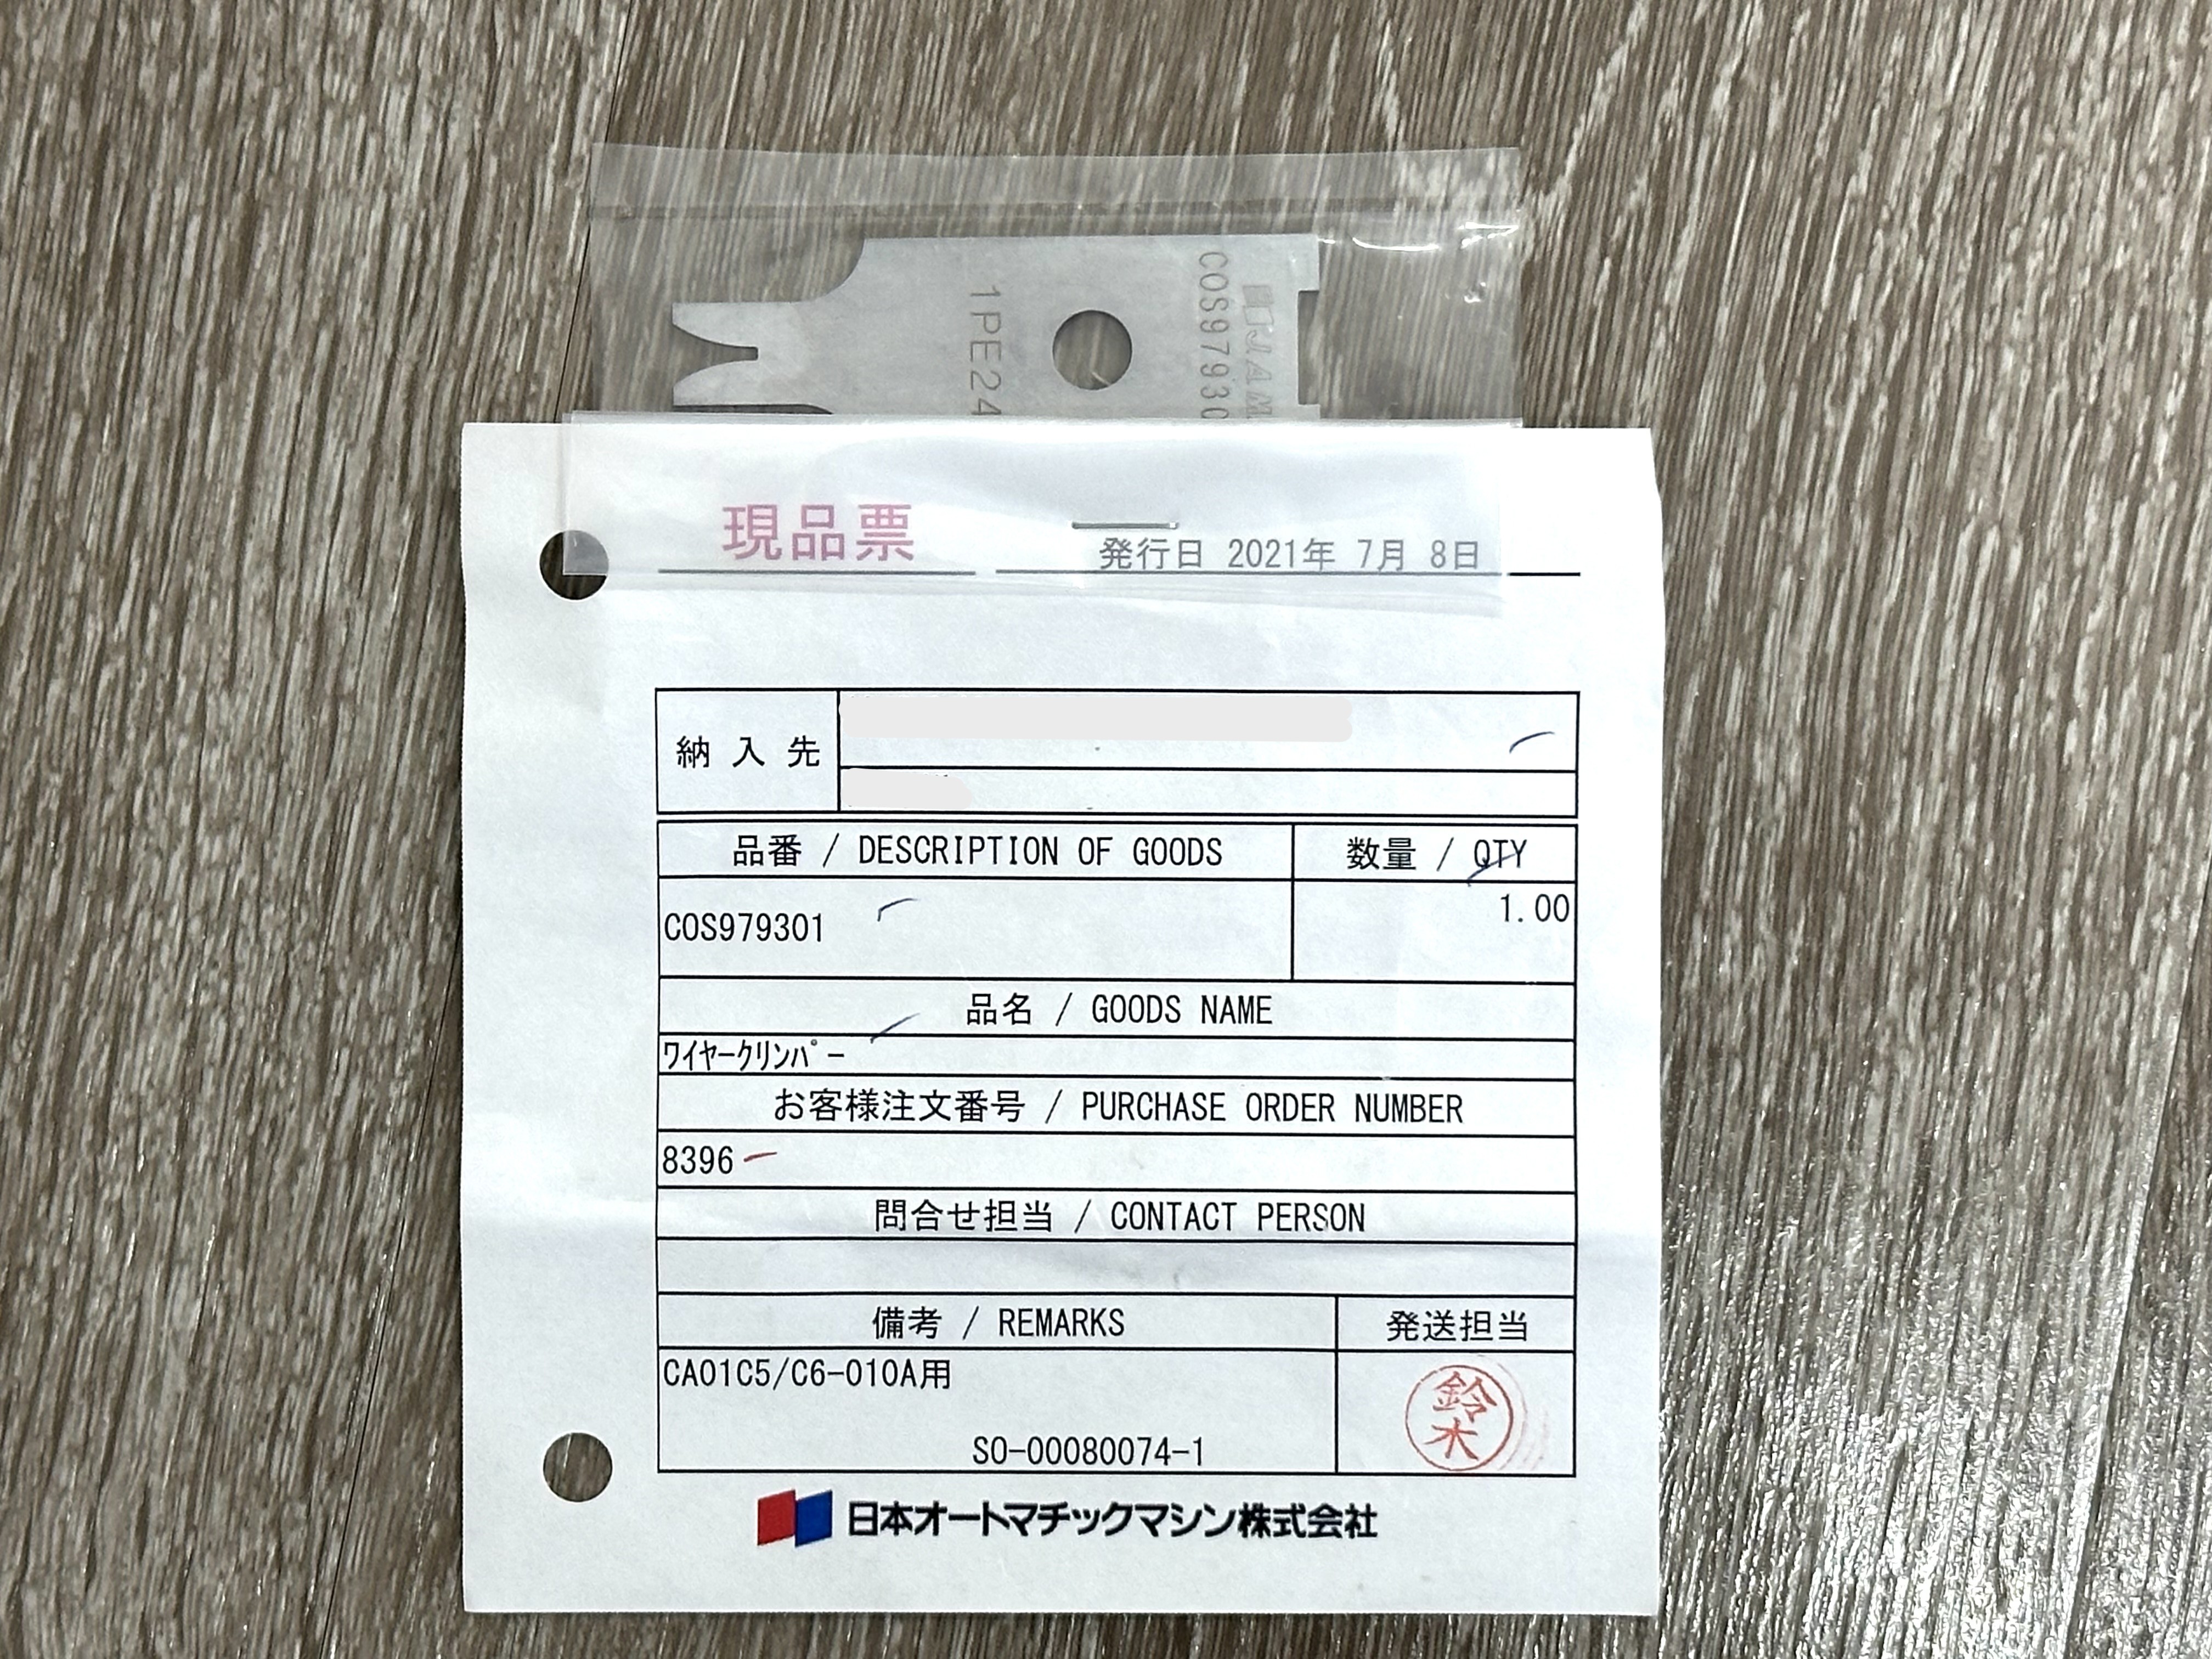 JAM
COS97930
1PE24
現品票
発行日 2021年 7月 8日
納 入 先
品番 / DESCRIPTION OF GOODS
数量 / QTY
COS979301
1.00
品名 / GOODS NAME
ﾜｲﾔｰｸﾘﾝﾊﾟｰ
お客様注文番号 / PURCHASE ORDER NUMBER
8396
問合せ担当 / CONTACT PERSON
備考 / REMARKS
発送担当
CA01C5/C6-010A用
鈴木
SO-00080074-1
日本オートマチックマシン株式会社